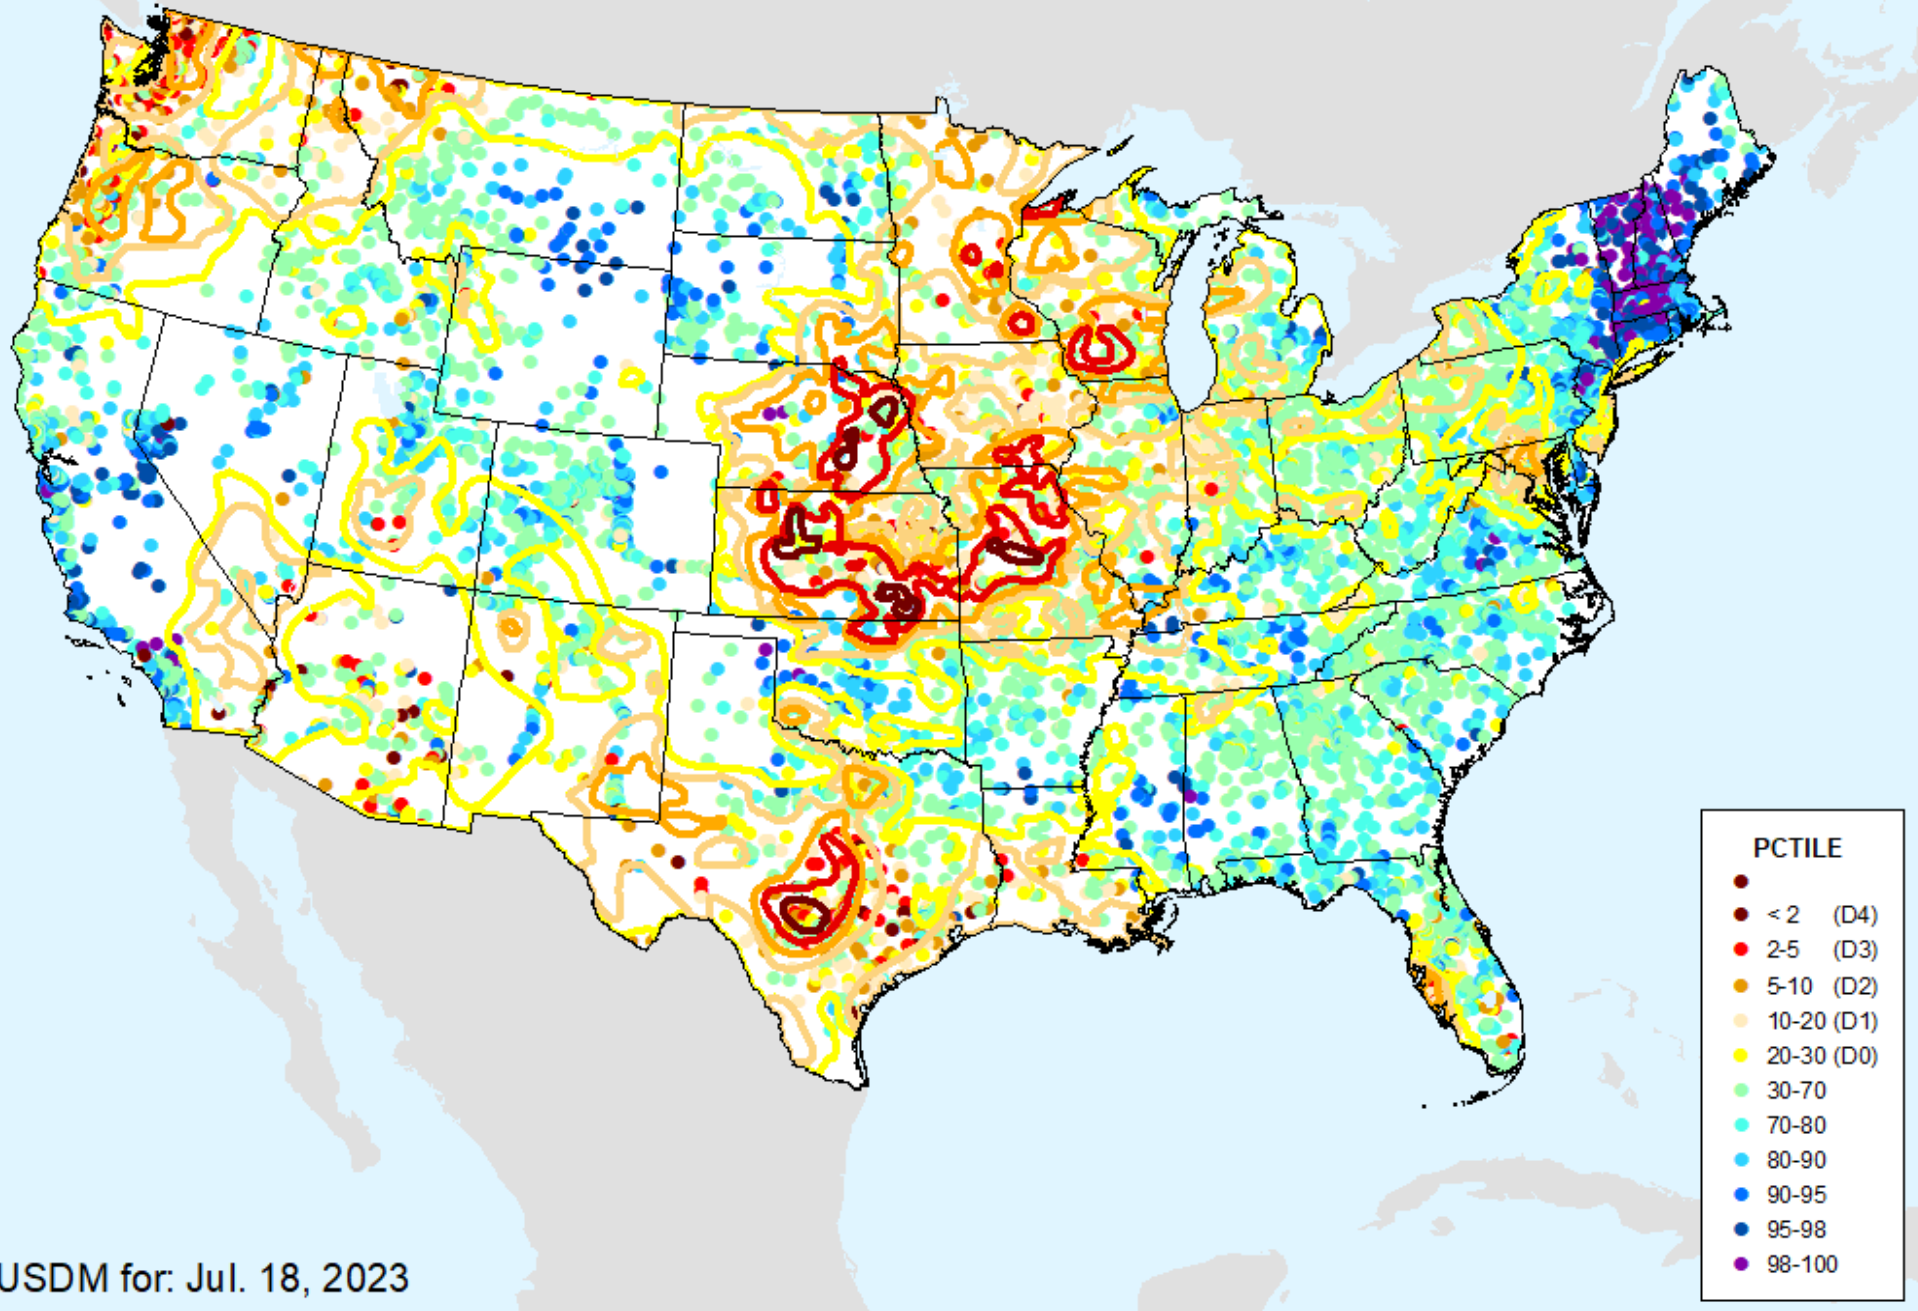 PCTILE
< 2 (D4)
2-5 (D3)
5-10 (D2)
10-20 (D1)
20-30 (D0)
30-70
70-80
80-90
90-95
95-98
98-100
USDM for: Jul. 18, 2023